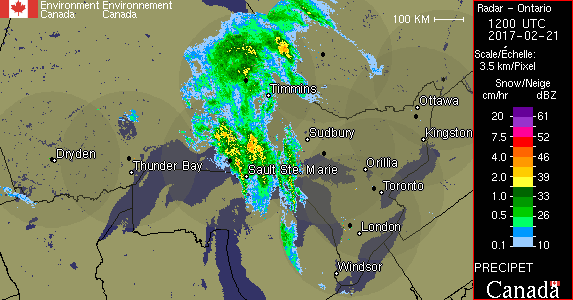 Environment Environnement
Canada Canada
100 KM
Timmins
Ottawa
Sudbury
Kingston
Dryden
Thunder Bay
Sault Ste. Marie
Orillia
Toronto
London
Windsor
Radar - Ontario
1200 UTC
2017-02-21
Scale/Échelle:
3.5 km/Pixel
Snow/Neige
cm/hr dBZ
20 61
7.5 52
4.0 46
2.0 39
1.0 33
0.5 26
0.1 10
PRECIPET
Canada